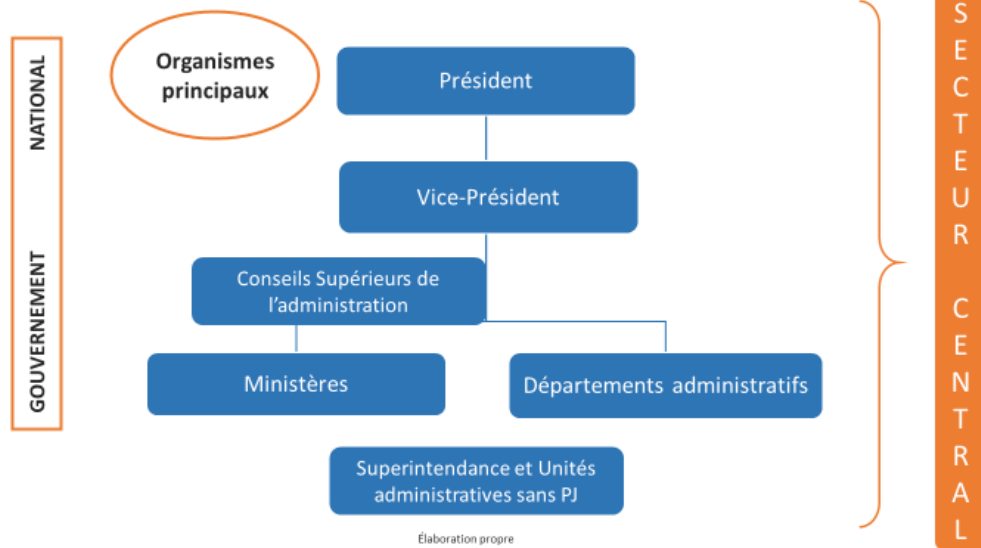 Organismes
principaux
Président
Vice-Président
Conseils Supérieurs de
l'administration
Ministères
Départements administratifs
Superintendance et Unités
administratives sans PJ
Élaboration propre
GOUVERNEMENT NATIONAL
SECTEUR CENTRAL